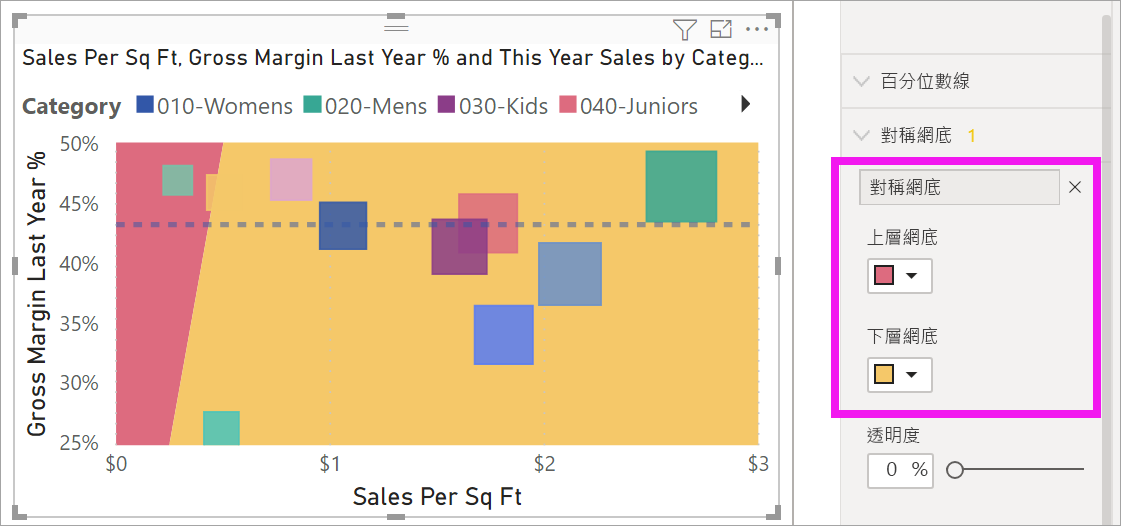 Sales Per Sq Ft, Gross Margin Last Year % and This Year Sales by Categ...
Category 010-Womens 020-Mens 030-Kids 040-Juniors
Gross Margin Last Year %
50%
45%
40%
35%
30%
25%
$0 $1 $2 $3
Sales Per Sq Ft
百分位數線
對稱網底 1
對稱網底
上層網底
下層網底
透明度
0 %